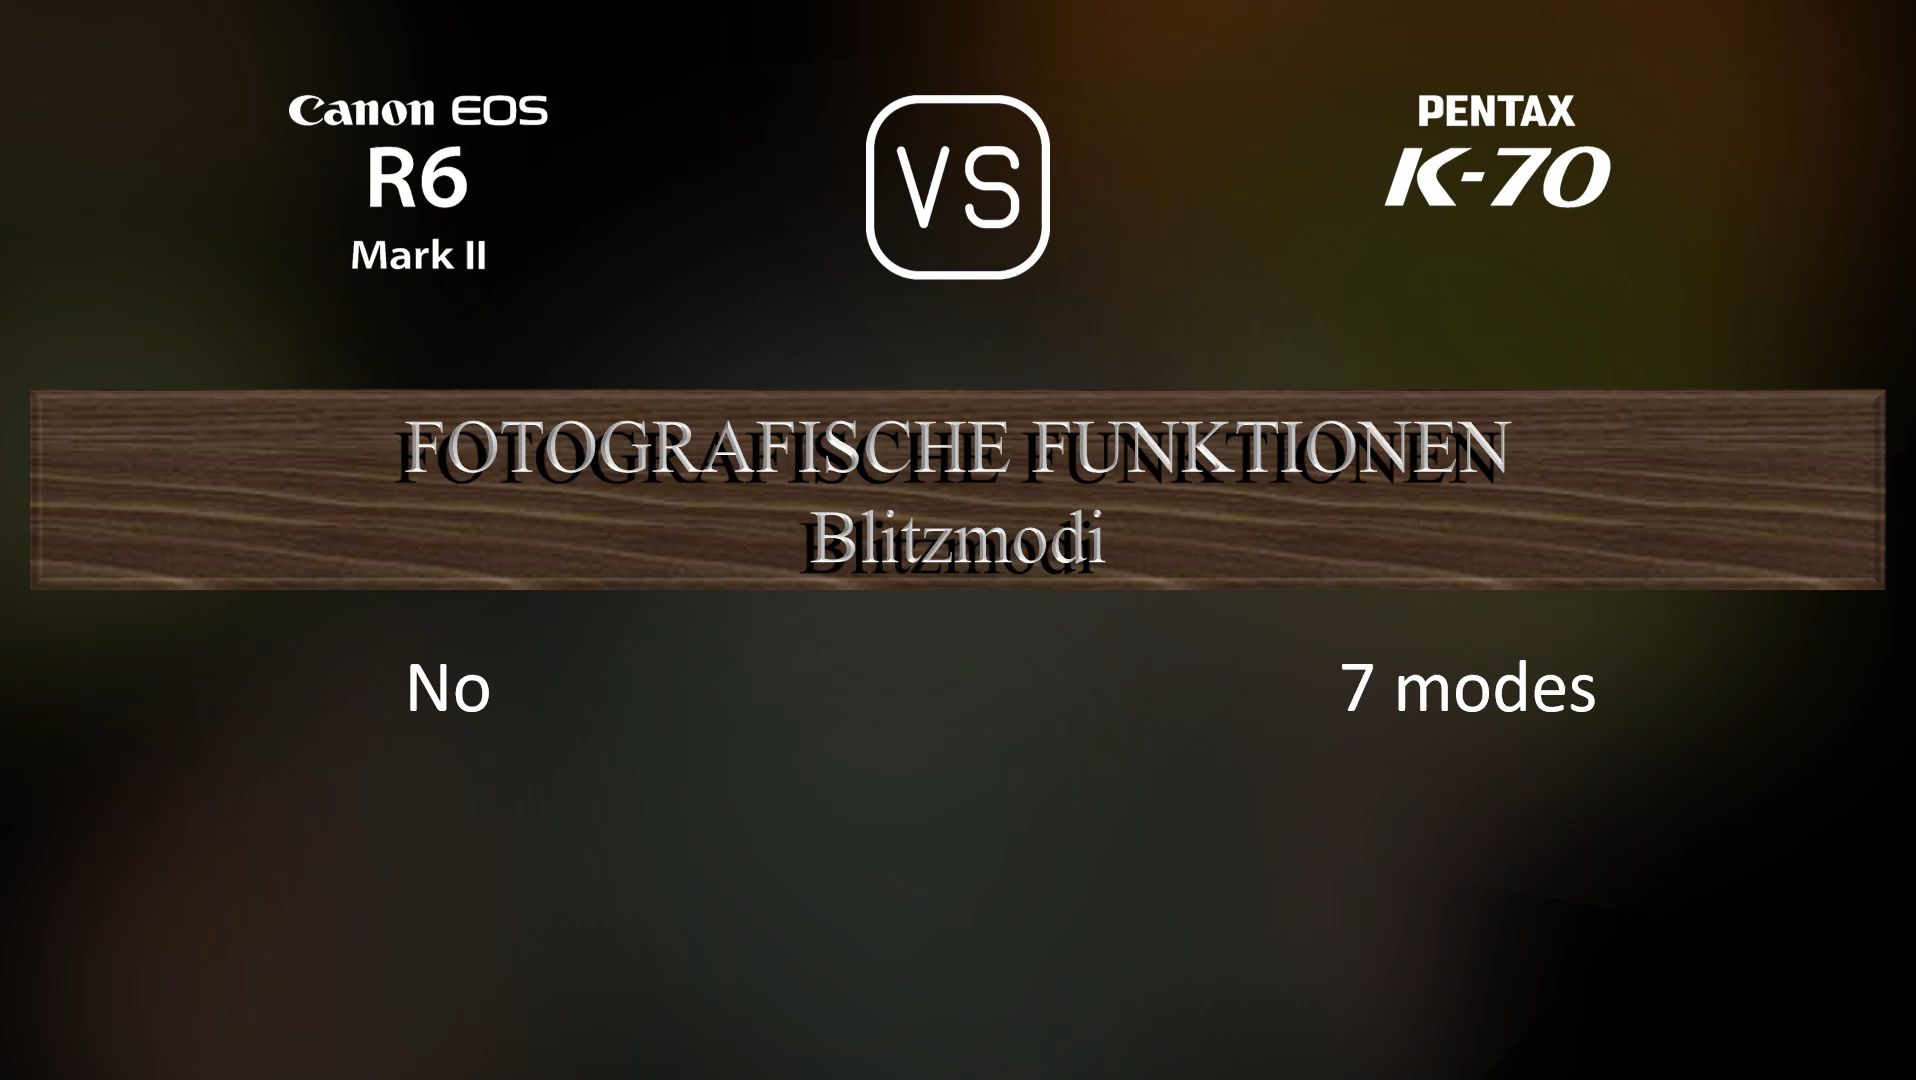 Canon EOS
R6
Mark II
VS
PENTAX
K-70
FOTOGRAFISCHE FUNKTIONEN
Blitzmodi
No
7 modes